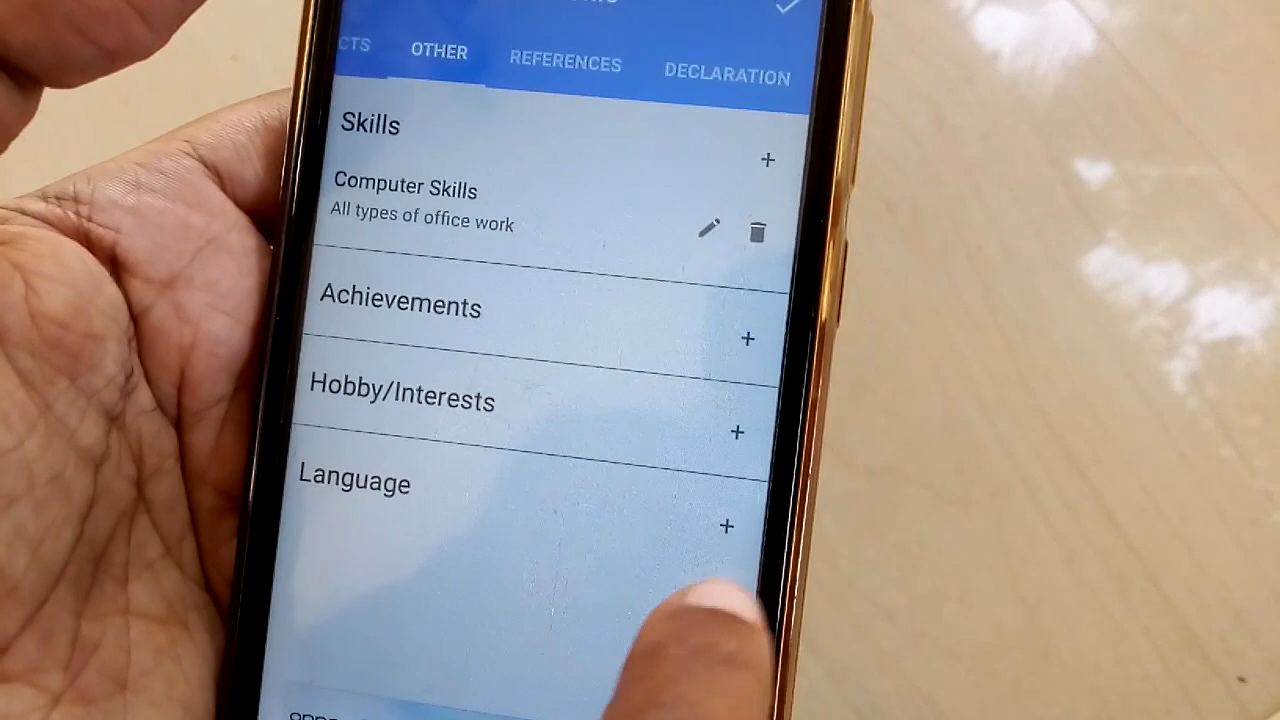 CTS OTHER REFERENCES DECLARATION
Skills
Computer Skills
All types of office work
Achievements
Hobby/Interests
Language